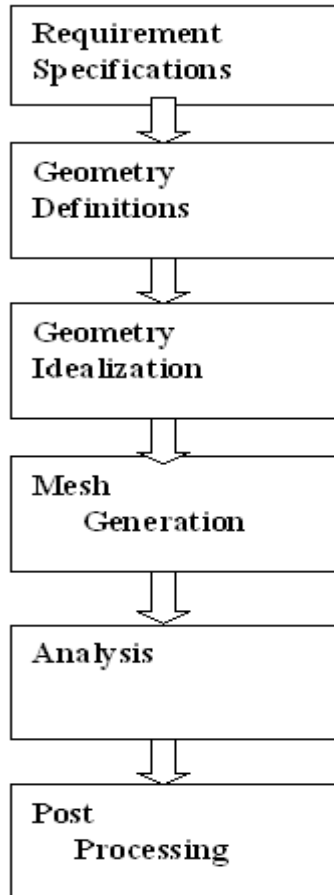 Requirement
Specifications
Geometry
Definitions
Geometry
Idealization
Mesh
Generation
Analysis
Post
Processing